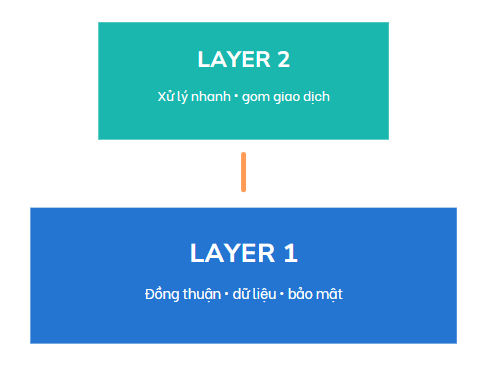 LAYER 2
Xử lý nhanh • gom giao dịch
LAYER 1
Đồng thuận • dữ liệu • bảo mật